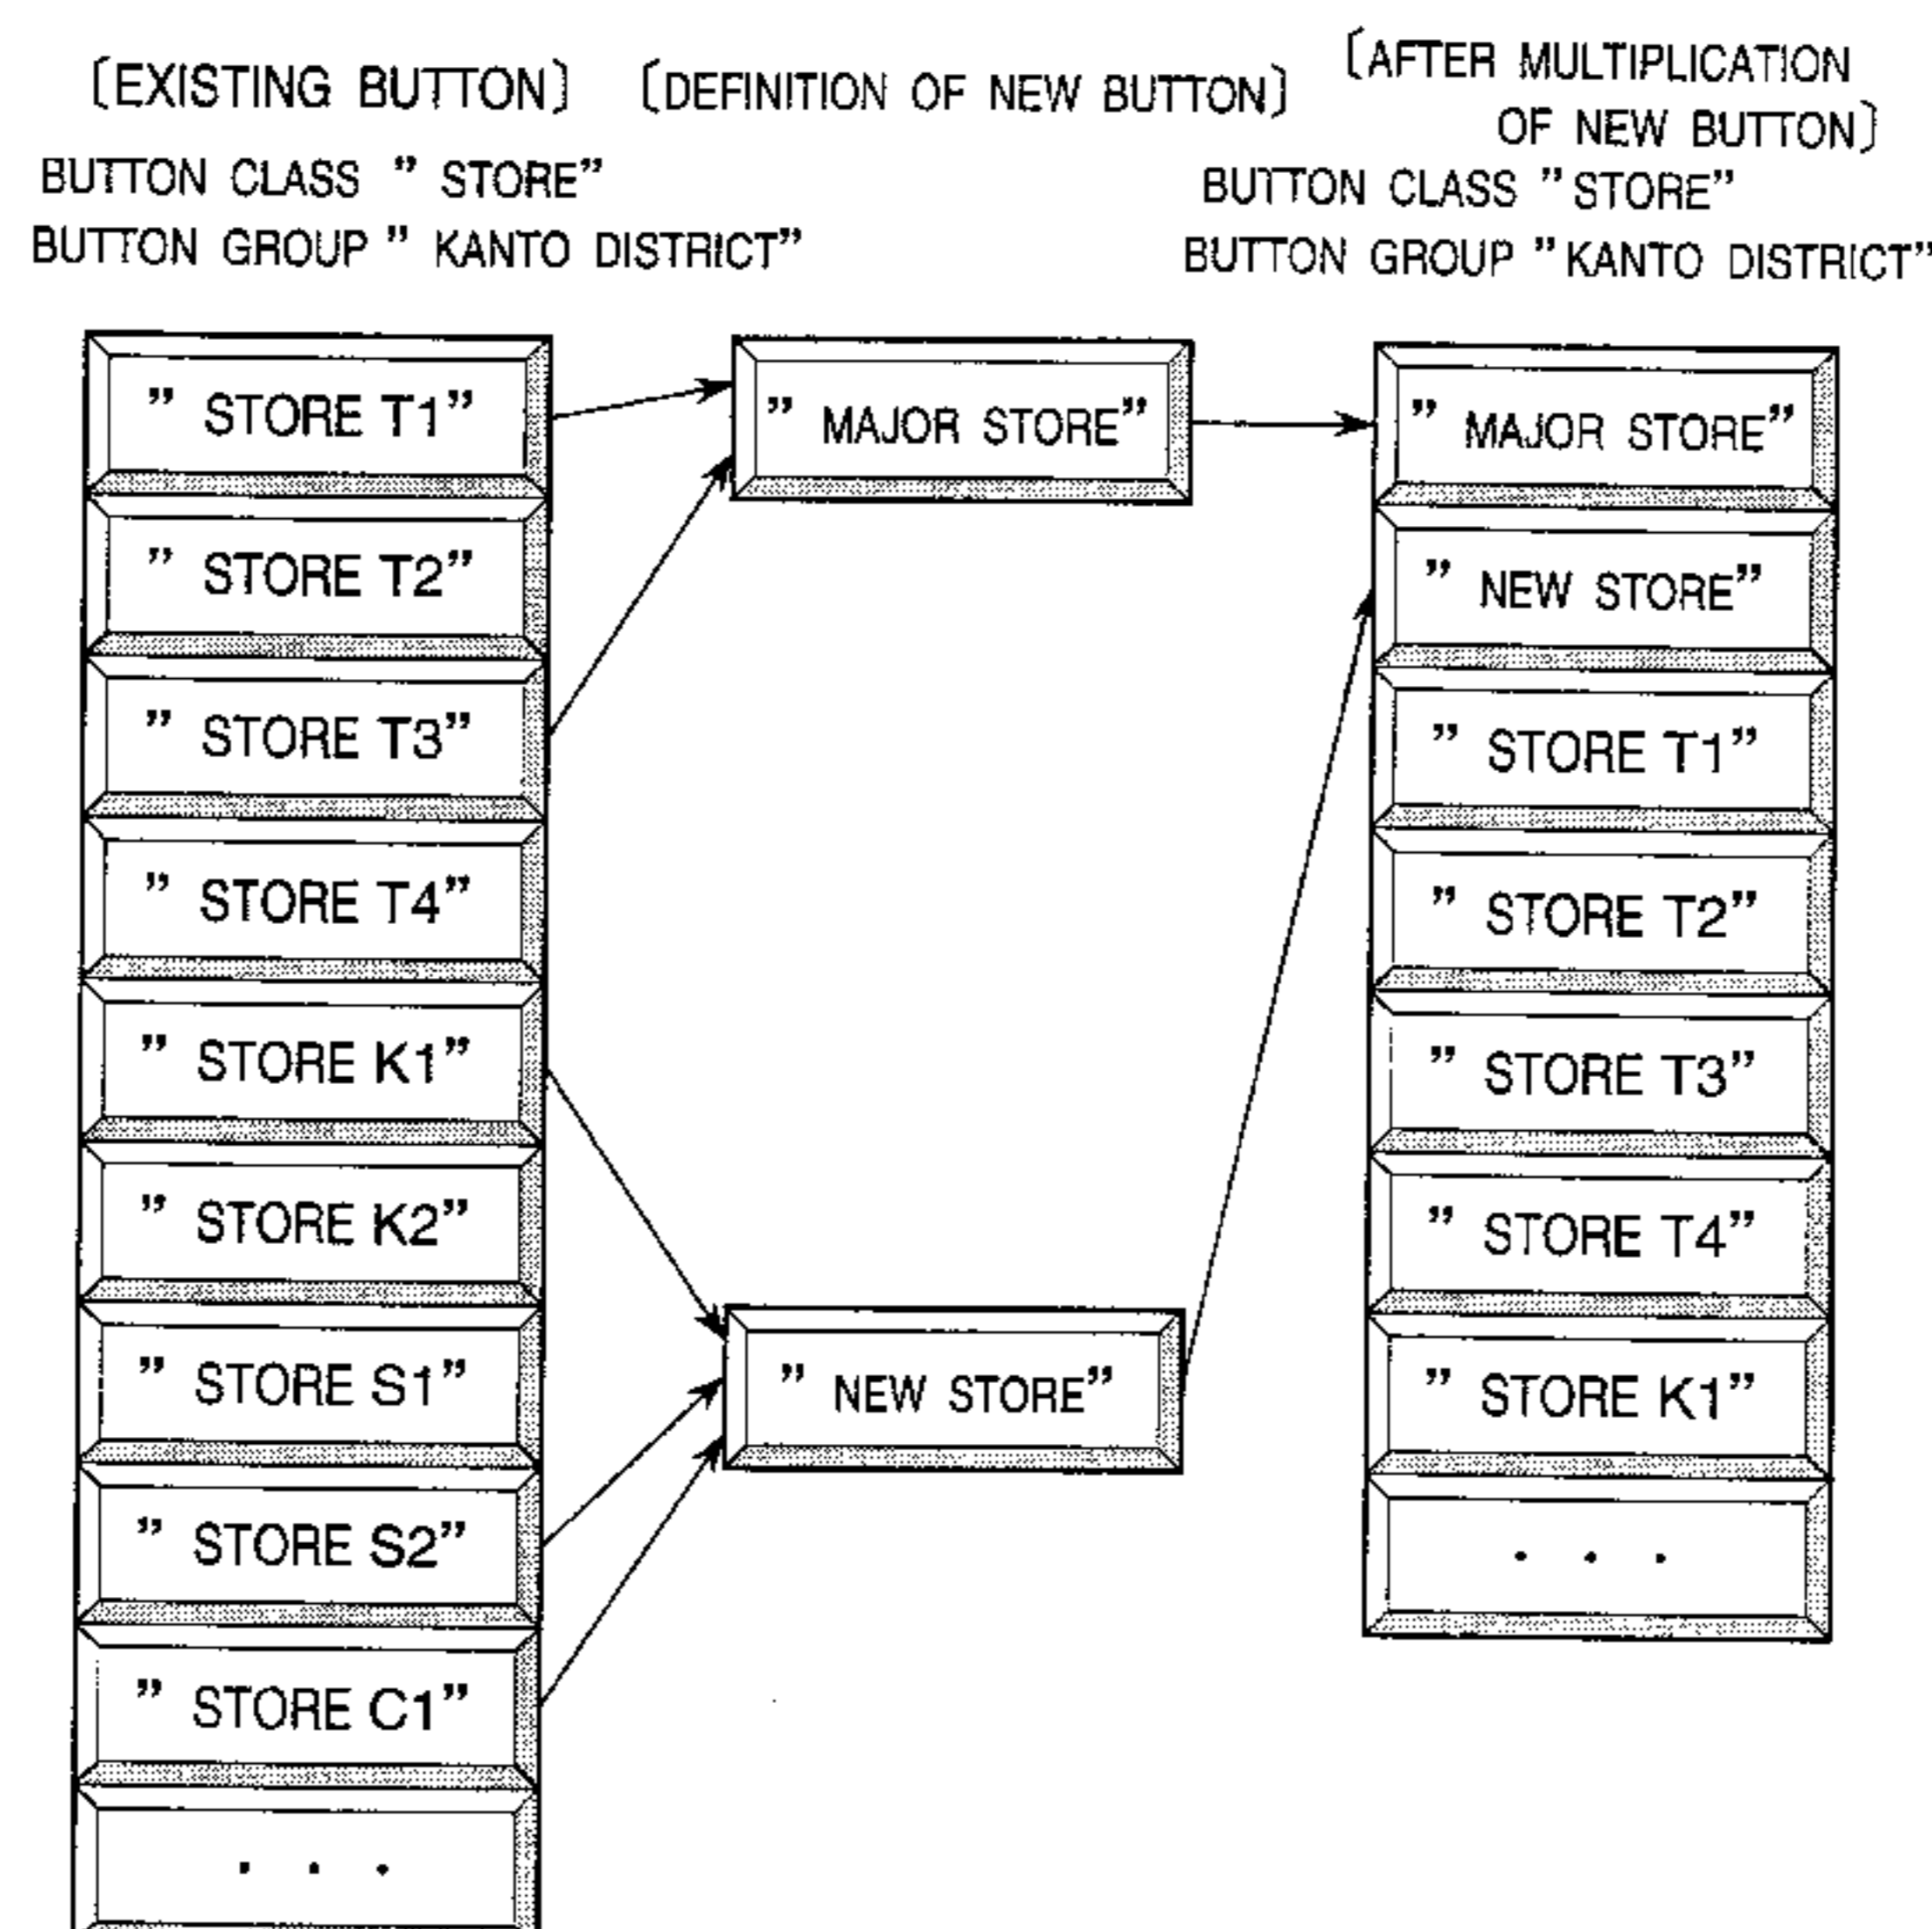 〔EXISTING BUTTON〕
BUTTON CLASS ” STORE”
BUTTON GROUP ” KANTO DISTRICT”
” STORE T1”
” STORE T2”
” STORE T3”
” STORE T4”
” STORE K1”
” STORE K2”
” STORE S1”
” STORE S2”
” STORE C1”
・ ・ ・
〔DEFINITION OF NEW BUTTON〕
” MAJOR STORE”
” NEW STORE”
〔AFTER MULTIPLICATION
OF NEW BUTTON〕
BUTTON CLASS ” STORE”
BUTTON GROUP ” KANTO DISTRICT”
” MAJOR STORE”
” NEW STORE”
” STORE T1”
” STORE T2”
” STORE T3”
” STORE T4”
” STORE K1”
・ ・ ・